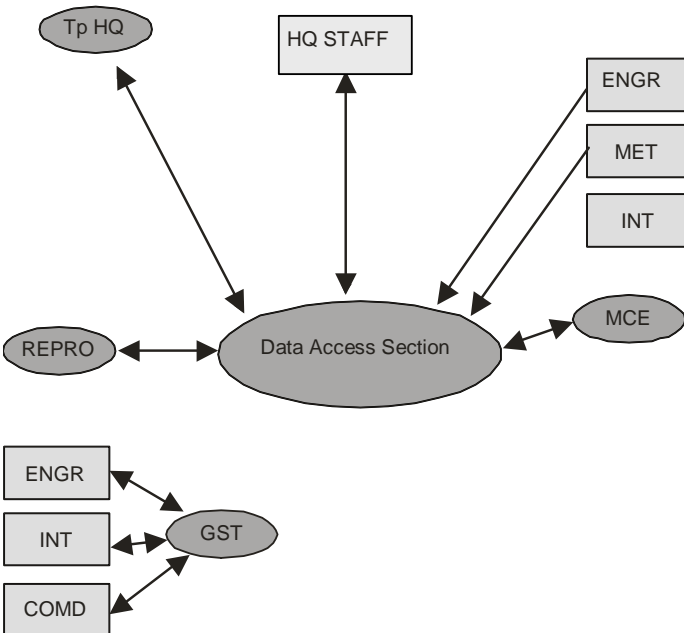 Tp HQ
HQ STAFF
ENGR
MET
INT
MCE
REPRO
Data Access Section
ENGR
INT
GST
COMD